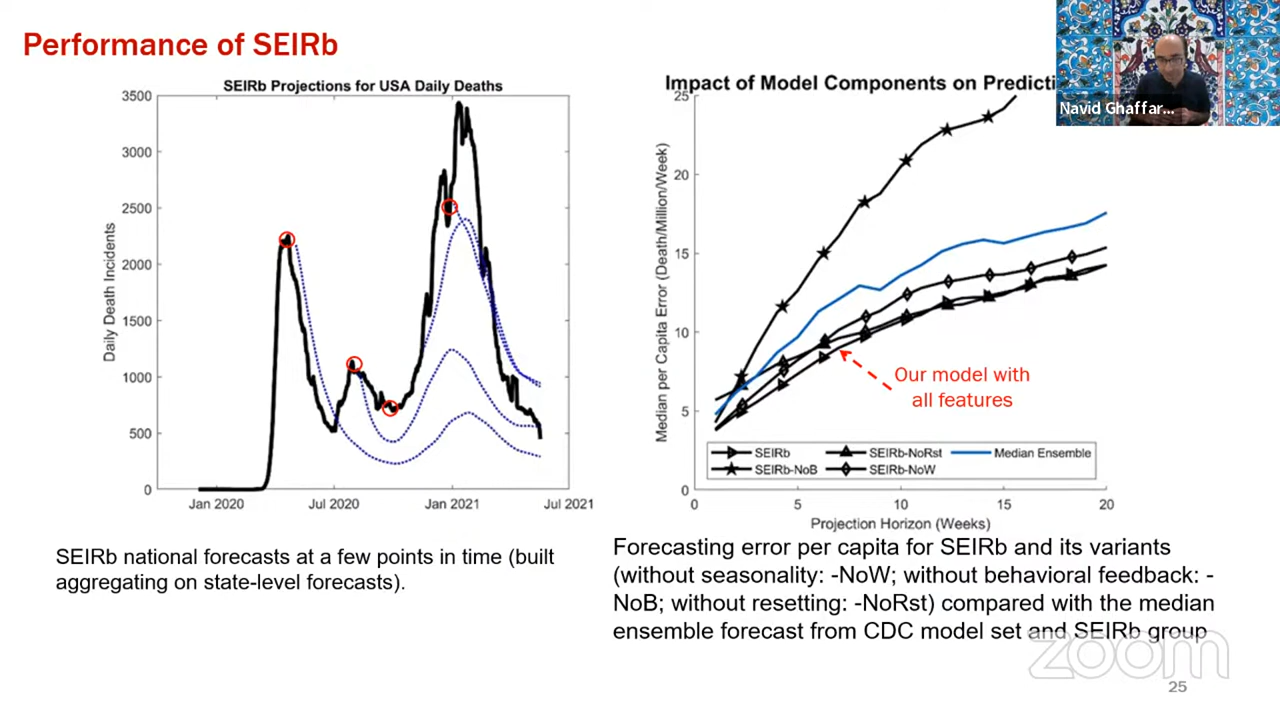 Performance of SEIRb
SEIRb Projections for USA Daily Deaths
3500
3000
2500
2000
1500
1000
500
0
Daily Death Incidents
Jan 2020
Jul 2020
Jan 2021
Jul 2021
SEIRb national forecasts at a few points in time (built
aggregating on state-level forecasts).
Impact of Model Components on Predicti
25
20
15
10
5
0
Median per Capita Error (Death/Million/Week)
Our model with
all features
SEIRb
SEIRb-NoRst
Median Ensemble
SEIRb-NoB
SEIRb-NoW
0
5
10
15
20
Projection Horizon (Weeks)
Forecasting error per capita for SEIRb and its variants
(without seasonality: -NoW; without behavioral feedback: -
NoB; without resetting: -NoRst) compared with the median
ensemble forecast from CDC model set and SEIRb group
Navid Ghaffar...
zoom
25